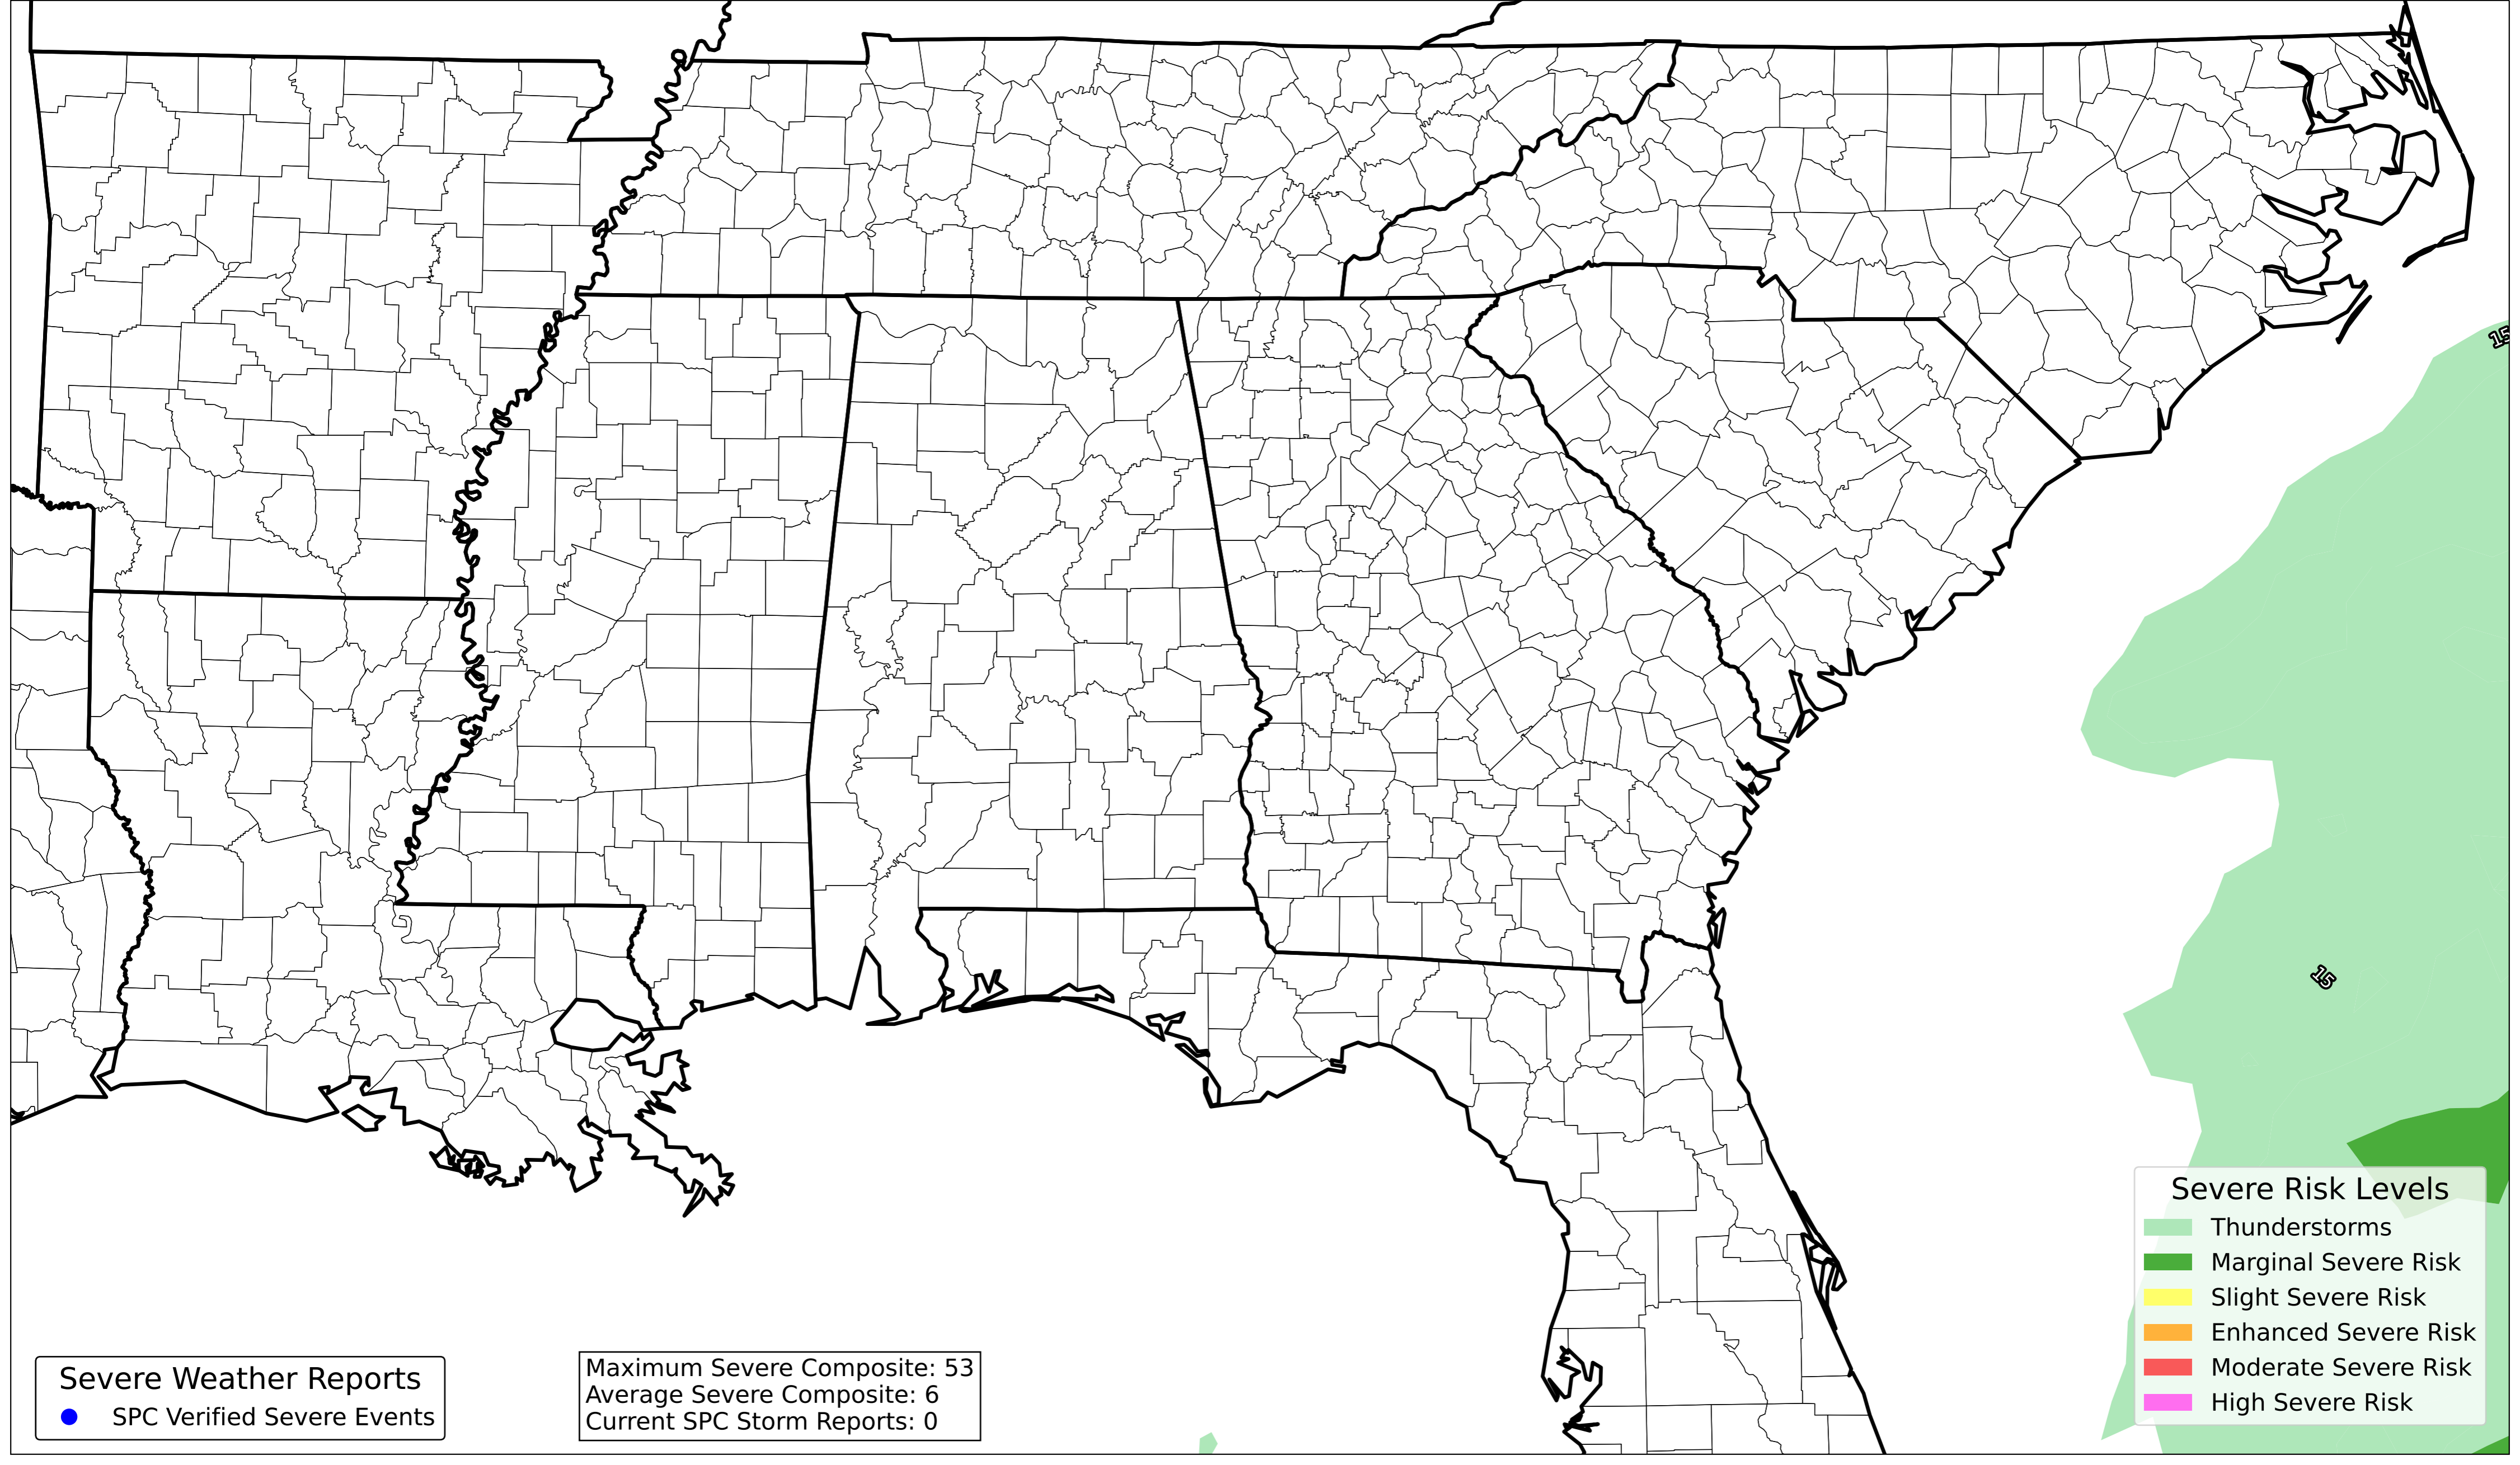 15
15
Severe Risk Levels
Thunderstorms
Marginal Severe Risk
Slight Severe Risk
Enhanced Severe Risk
Moderate Severe Risk
High Severe Risk
Severe Weather Reports
SPC Verified Severe Events
Maximum Severe Composite: 53
Average Severe Composite: 6
Current SPC Storm Reports: 0